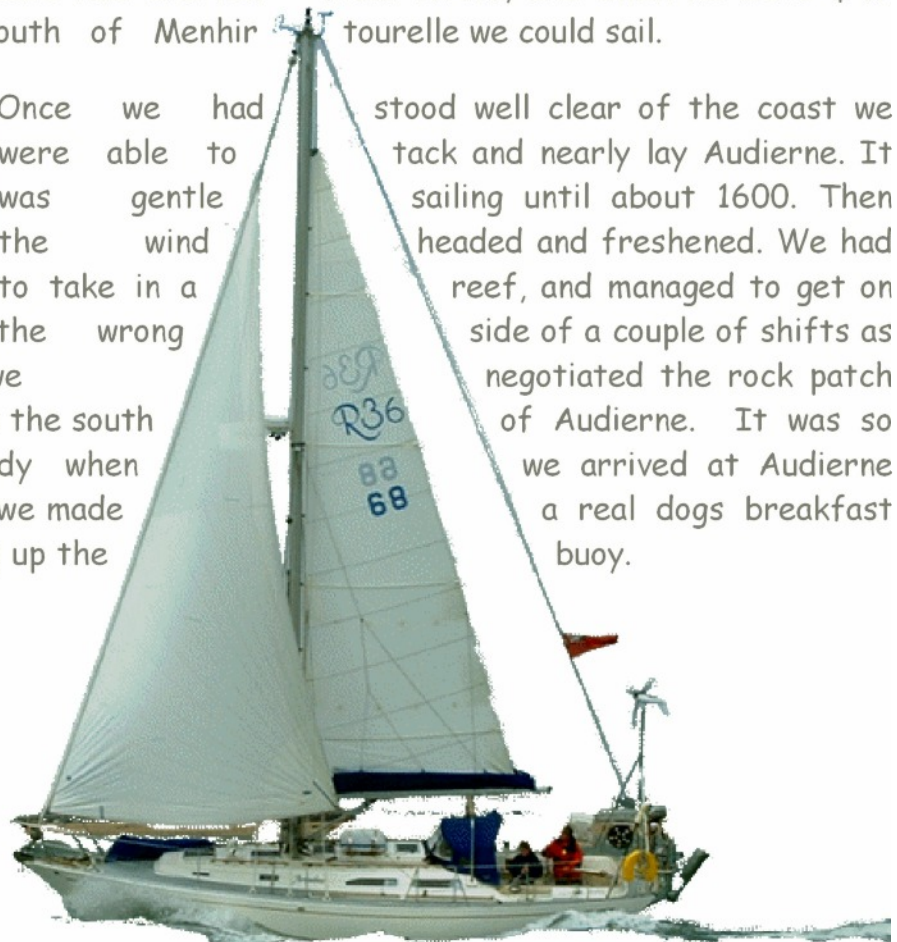 outh of Menhir tourelle we could sail.
Once we had stood well clear of the coast we
were able to tack and nearly lay Audierne. It
was gentle sailing until about 1600. Then
the wind headed and freshened. We had
to take in a reef, and managed to get on
the wrong side of a couple of shifts as
ve negotiated the rock patch
the south of Audierne. It was so
dy when we arrived at Audierne
we made a real dogs breakfast
up the buoy.
R36
R36
68
68